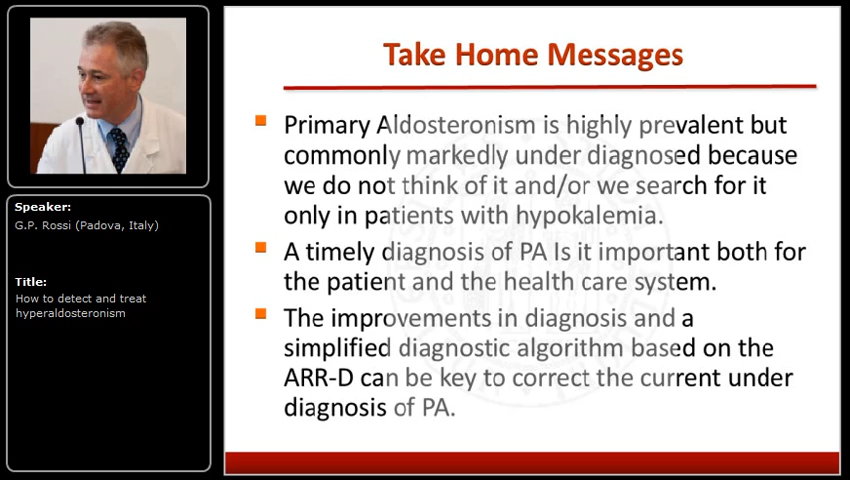 Speaker:
G.P. Rossi (Padova, Italy)
Title:
How to detect and treat
hyperaldosteronism
Take Home Messages
Primary Aldosteronism is highly prevalent but
commonly markedly under diagnosed because
we do not think of it and/or we search for it
only in patients with hypokalemia.
A timely diagnosis of PA Is it important both for
the patient and the health care system.
The improvements in diagnosis and a
simplified diagnostic algorithm based on the
ARR-D can be key to correct the current under
diagnosis of PA.